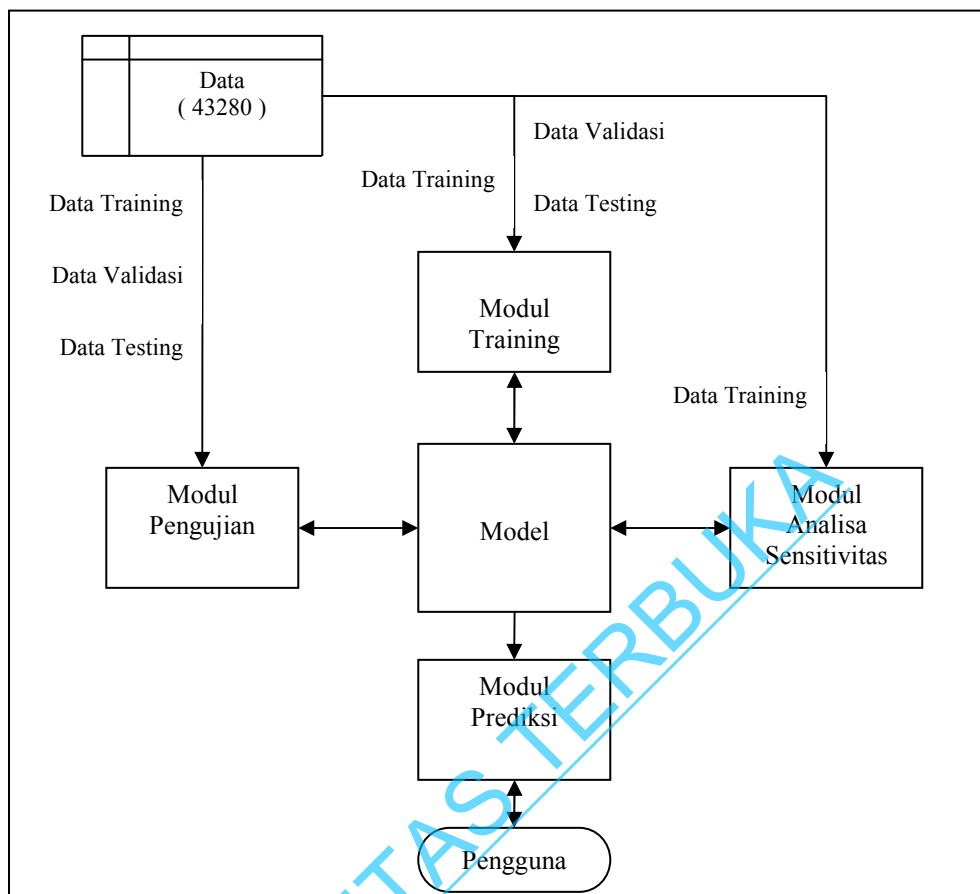 Data
( 43280 )
Data Validasi
Data Training
Data Training
Data Testing
Data Validasi
Data Testing
Modul
Training
Data Training
Modul
Pengujian
Model
Modul
Analisa
Sensitivitas
Modul
Prediksi
Pengguna
ITAS TERBUKA